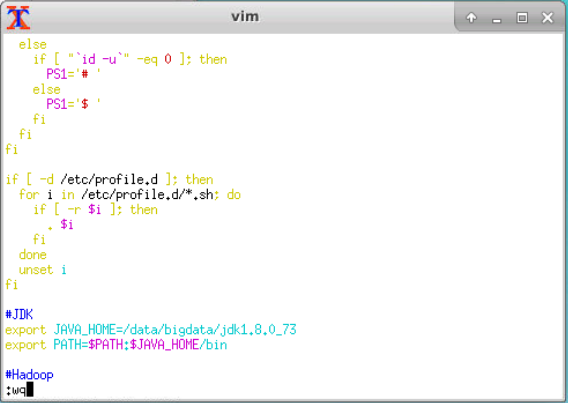 vim
else
if [ "`id -u`" -eq 0 ]; then
PS1='# '
else
PS1='$ '
fi
fi
fi
if [ -d /etc/profile.d ]; then
for i in /etc/profile.d/*.sh; do
if [ -r $i ]; then
. $i
fi
done
unset i
fi
#JDK
export JAVA_HOME=/data/bigdata/jdk1.8.0_73
export PATH=$PATH:$JAVA_HOME/bin
#Hadoop
:wq